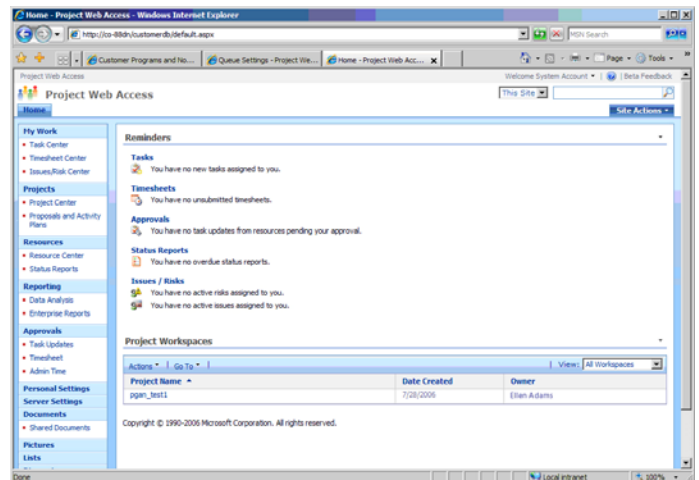 Home - Project Web Access - Windows Internet Explorer
http://co-88dn/customerdb/default.aspx
MSN Search
Customer Programs and No...
Queue Settings - Project We...
Home - Project Web Acc...
Page
Tools
Project Web Access
Welcome System Account
Beta Feedback
Project Web Access
This Site
Home
Site Actions
My Work
Task Center
Timesheet Center
Issues/Risk Center
Projects
Project Center
Proposals and Activity
Plans
Resources
Resource Center
Status Reports
Reporting
Data Analysis
Enterprise Reports
Approvals
Task Updates
Timesheet
Admin Time
Personal Settings
Server Settings
Documents
Shared Documents
Pictures
Lists
Reminders
Tasks
You have no new tasks assigned to you.
Timesheets
You have no unsubmitted timesheets.
Approvals
You have no task updates from resources pending your approval.
Status Reports
You have no overdue status reports.
Issues / Risks
You have no active risks assigned to you.
You have no active issues assigned to you.
Project Workspaces
Actions
Go To
View: All Workspaces
Project Name
Date Created
Owner
pgan_test1
7/28/2006
Ellen Adams
Copyright © 1990-2006 Microsoft Corporation. All rights reserved.
Done
Local intranet
100%